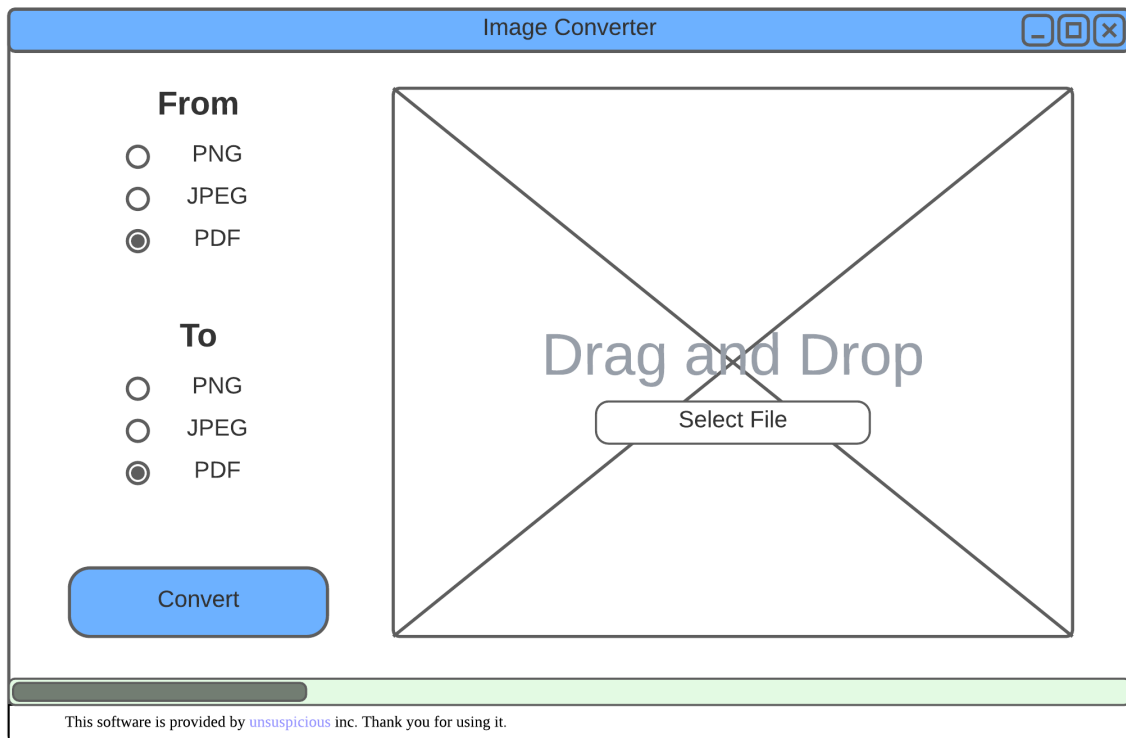 Image Converter
From
PNG
JPEG
PDF
To
PNG
JPEG
PDF
Convert
Drag and Drop
Select File
This software is provided by unsuspicious inc. Thank you for using it.